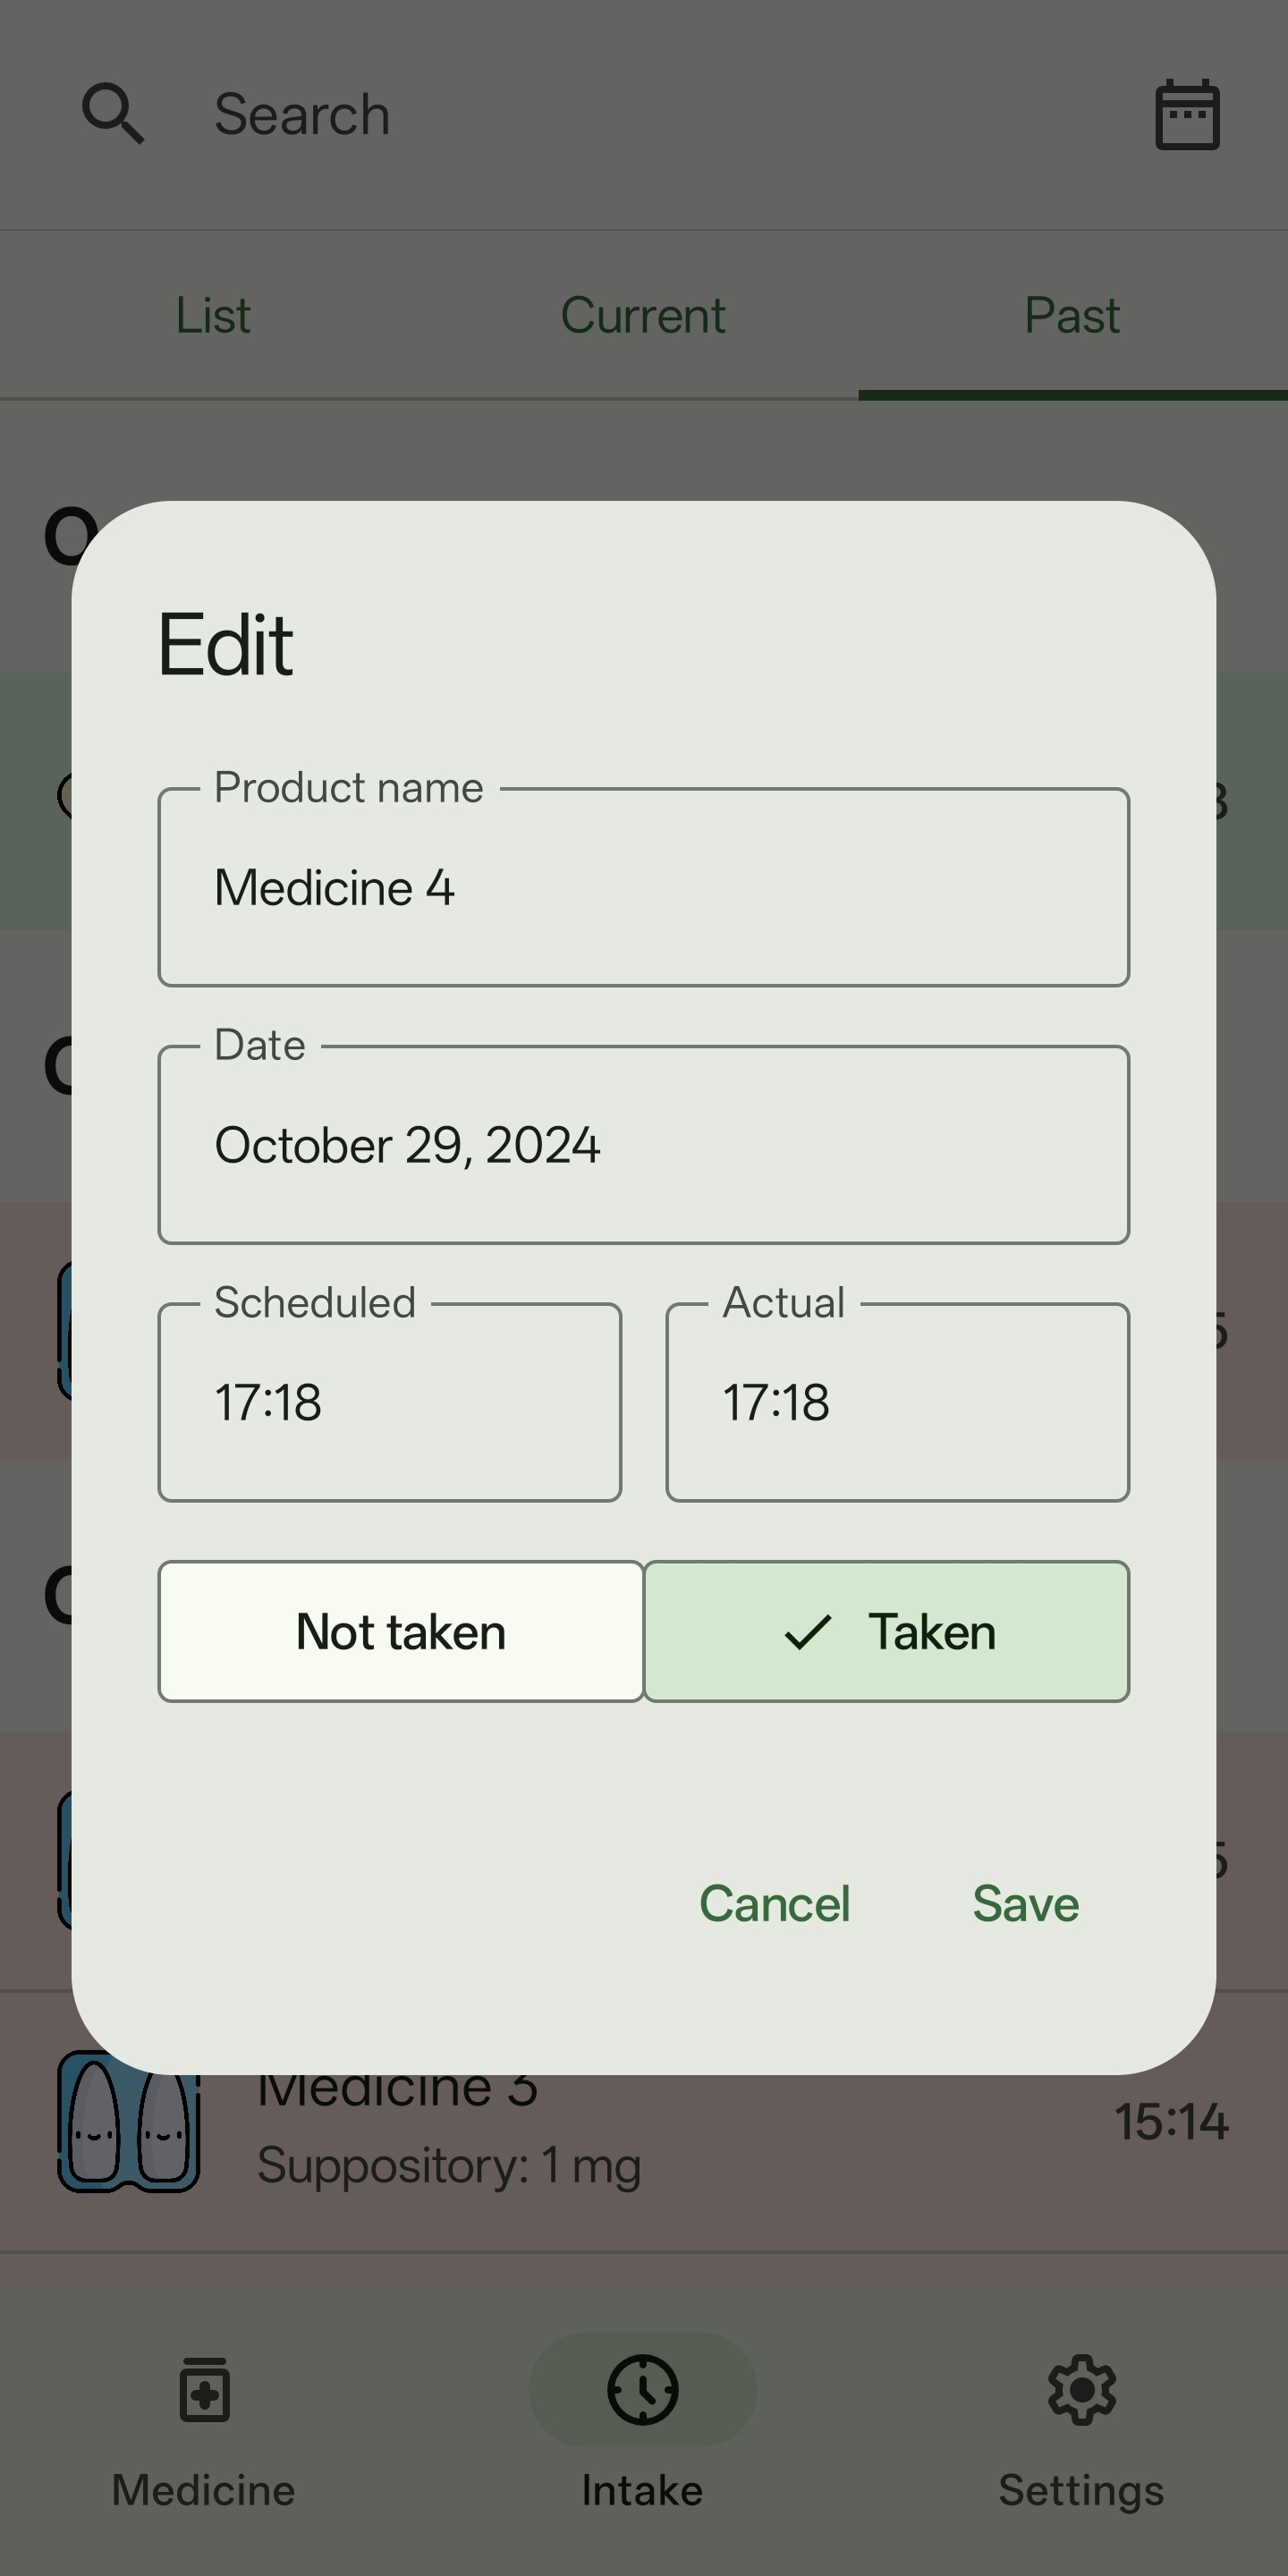 Search
List
Current
Past
Edit
Product name
Medicine 4
Date
October 29, 2024
Scheduled
17:18
Actual
17:18
Not taken
Taken
Cancel
Save
Medicine 3
Suppository: 1 mg
15:14
Medicine
Intake
Settings